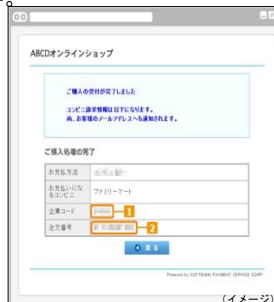 ABCDオンラインショップ
ご購入の受付が完了しました
コンビニ請求情報は以下になります。
尚、お客様のメールアドレスへも通知されます。
ご購入処理の完了
お支払方法
お支払いにな
るコンビニ
ファミリーマート
企業コード
1
注文番号
2
戻る
Powered by SOFTBANK PAYMENT SERVICE CORP.
(イメージ)